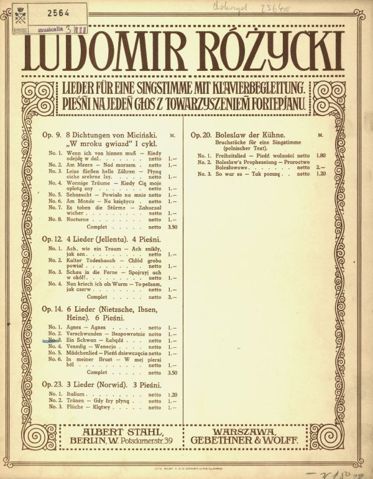 2564
musicalia
3 III
LUDOMIR RÓŻYCKI
LIEDER FÜR EINE SINGSTIMME MIT KLAVIERBEGLEITUNG.
PIEŚNI NA JEDEN GŁOS Z TOWARZYSZENIEM FORTEPIANU.
Op. 9. 8 Dichtungen von Miciński. M.
„W mroku gwiazd" I cykl.
No. 1. Wenn ich von hinnen muß — Kiedy
odejdę w dal . . . netto 1.—
No. 2. Am Meere — Nad morzem . netto 1.—
No. 3. Leise fließen helle Zähren — Płyną
ciche srebrne łzy. . . netto 1.—
No. 4. Wonnige Träume — Kiedy Cię moje
oplotą sny . . . netto 1.—
No. 5. Sehnsucht — Powiało na mnie netto 1.—
No. 6. Am Monde — Na księżycu . netto 1.—
No. 7. Es toben die Stürme — Zahuczał
wicher . . . netto 1.—
No. 8. Nocturne . . . netto 1.—
Complet netto 3.50
Op. 12. 4 Lieder (Jellenta). 4 Pieśni.
No. 1. Ach, wie ein Traum — Ach znikły,
jak sen . . . netto 1.—
No. 2. Kalter Todeshauch — Chłód grobu
powiał . . . netto 1.—
No. 3. Schau in die Ferne — Spojrzyj ach
w okół! . . . netto 1.—
No. 4. Nun kriech ich als Wurm — To pełzam,
jak czerw . . . netto 1.—
Complet netto 3.—
Op. 14. 6 Lieder (Nietzsche, Ibsen,
Heine). 6 Pieśni.
No. 1. Agnes — Agnes . . . netto 1.—
No. 2. Verschwunden — Bezpowrotnie netto 1.—
No. 3. Ein Schwan — Łabędź . . netto 1.—
No. 4. Venedig — Wenecja . . netto 1.—
No. 5. Mädchenlied — Pieśń dziewczęcia netto 1.—
No. 6. In meiner Brust — W mej piersi
ból . . . netto 1.—
Complet netto 3.50
Op. 23. 3 Lieder (Norwid). 3 Pieśni.
No. 1. Italiam . . . netto 1.20
No. 2. Tränen — Gdy łzy płyną . netto 1.—
No. 3. Flüche — Klątwy . . netto 1.—
Op. 20. Boleslaw der Kühne. M.
Bruchstücke für eine Singstimme
(polnischer Text).
No. 1. Freiheitslied — Pieśń wolności netto 1.80
No. 2. Boleslaw's Prophezeiung — Proroctwo
Bolesławowe . . . netto 2.—
No. 3. So war es — Tak pomnę . netto 1.20
ALBERT STAHL,
BERLIN, W. Potsdamerstr. 39
WARSZAWA,
GEBETHNER & WOLFF.